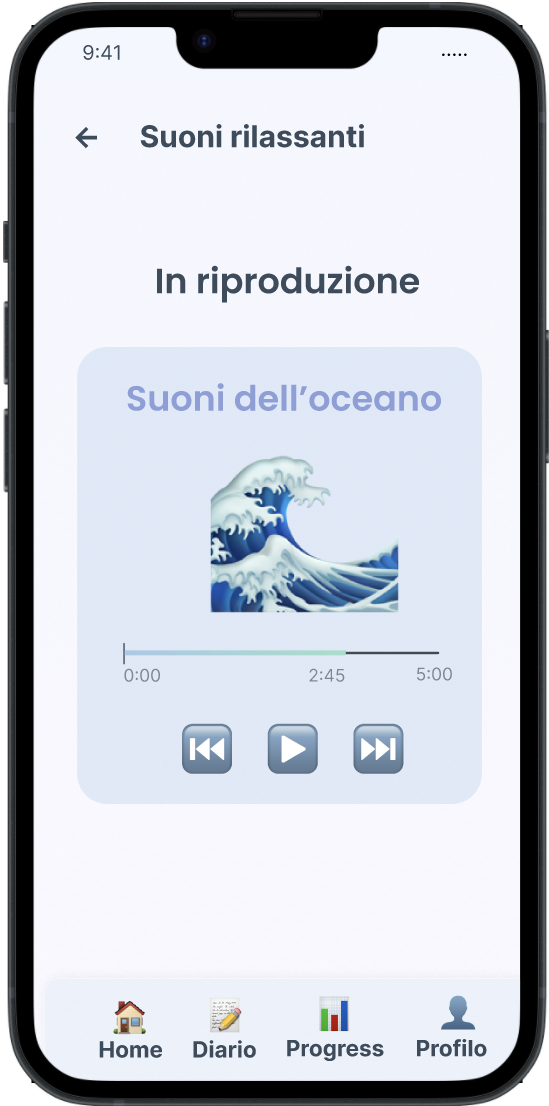 9:41
Suoni rilassanti
In riproduzione
Suoni dell’oceano
0:00 2:45 5:00
Home Diario Progress Profilo